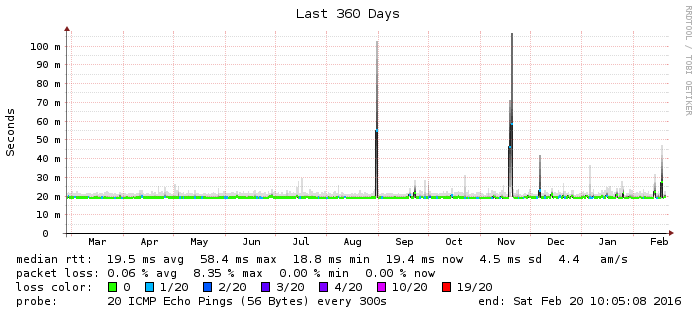 Last 360 Days
RRDTOOL / TOBI OETIKER
Seconds
100 m
90 m
80 m
70 m
60 m
50 m
40 m
30 m
20 m
10 m
0
Mar Apr May Jun Jul Aug Sep Oct Nov Dec Jan Feb
median rtt: 19.5 ms avg 58.4 ms max 18.8 ms min 19.4 ms now 4.5 ms sd 4.4 am/s
packet loss: 0.06 % avg 8.35 % max 0.00 % min 0.00 % now
loss color: 0 1/20 2/20 3/20 4/20 10/20 19/20
probe: 20 ICMP Echo Pings (56 Bytes) every 300s end: Sat Feb 20 10:05:08 2016